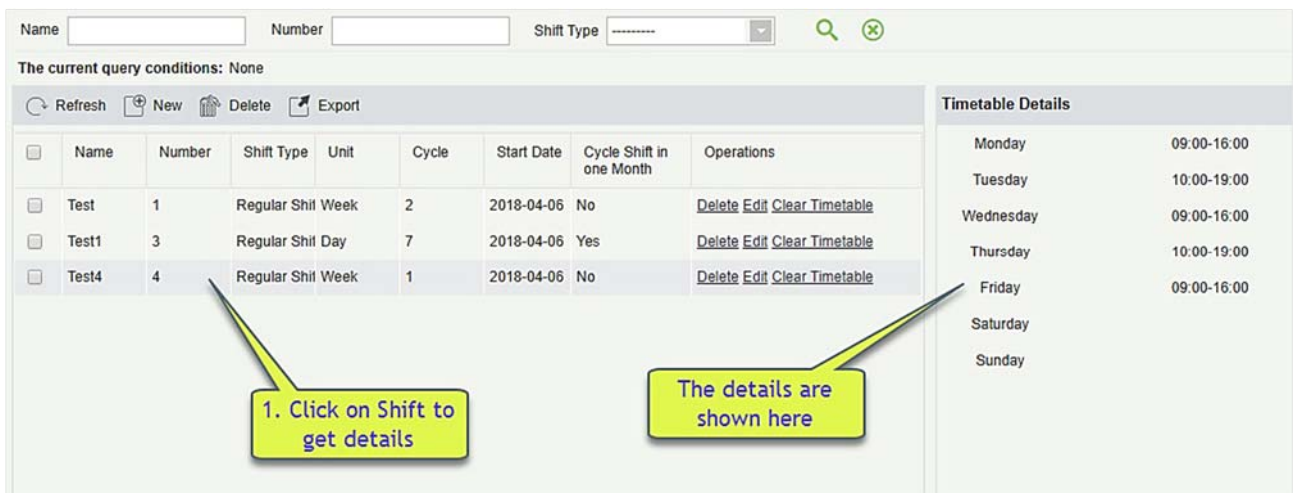 Name Number Shift Type ---------
The current query conditions: None
Refresh New Delete Export
Name Number Shift Type Unit Cycle Start Date Cycle Shift in one Month Operations
Test 1 Regular Shif Week 2 2018-04-06 No Delete Edit Clear Timetable
Test1 3 Regular Shif Day 7 2018-04-06 Yes Delete Edit Clear Timetable
Test4 4 Regular Shif Week 1 2018-04-06 No Delete Edit Clear Timetable
1. Click on Shift to
get details
Timetable Details
Monday 09:00-16:00
Tuesday 10:00-19:00
Wednesday 09:00-16:00
Thursday 10:00-19:00
Friday 09:00-16:00
Saturday
Sunday
The details are
shown here